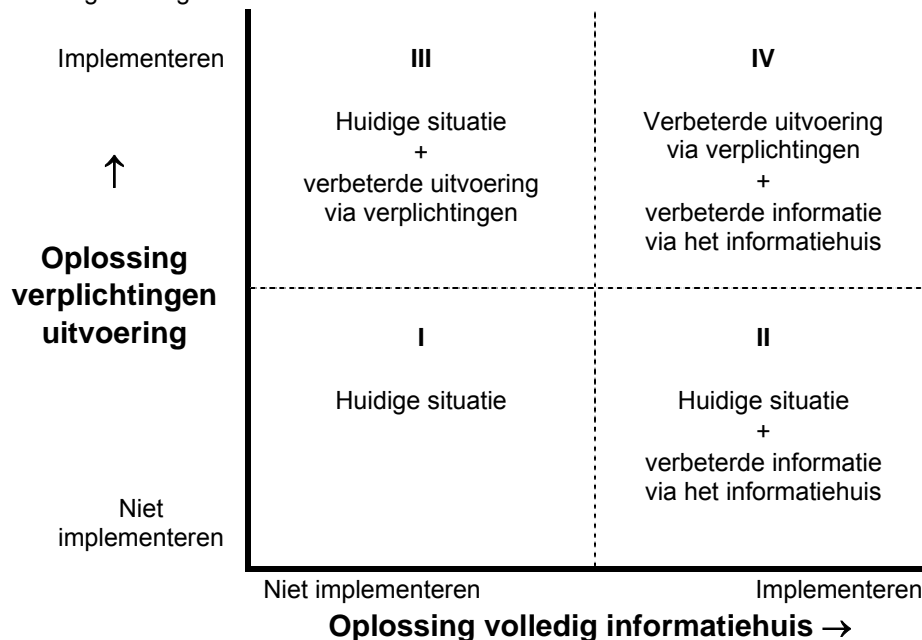 Implementeren
III
IV
Huidige situatie
+
verbeterde uitvoering
via verplichtingen
Verbeterde uitvoering
via verplichtingen
+
verbeterde informatie
via het informatiehuis
↑
Oplossing
verplichtingen
uitvoering
I
II
Huidige situatie
Huidige situatie
+
verbeterde informatie
via het informatiehuis
Niet
implementeren
Niet implementeren
Implementeren
Oplossing volledig informatiehuis →